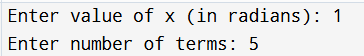 Enter value of x (in radians): 1
Enter number of terms: 5